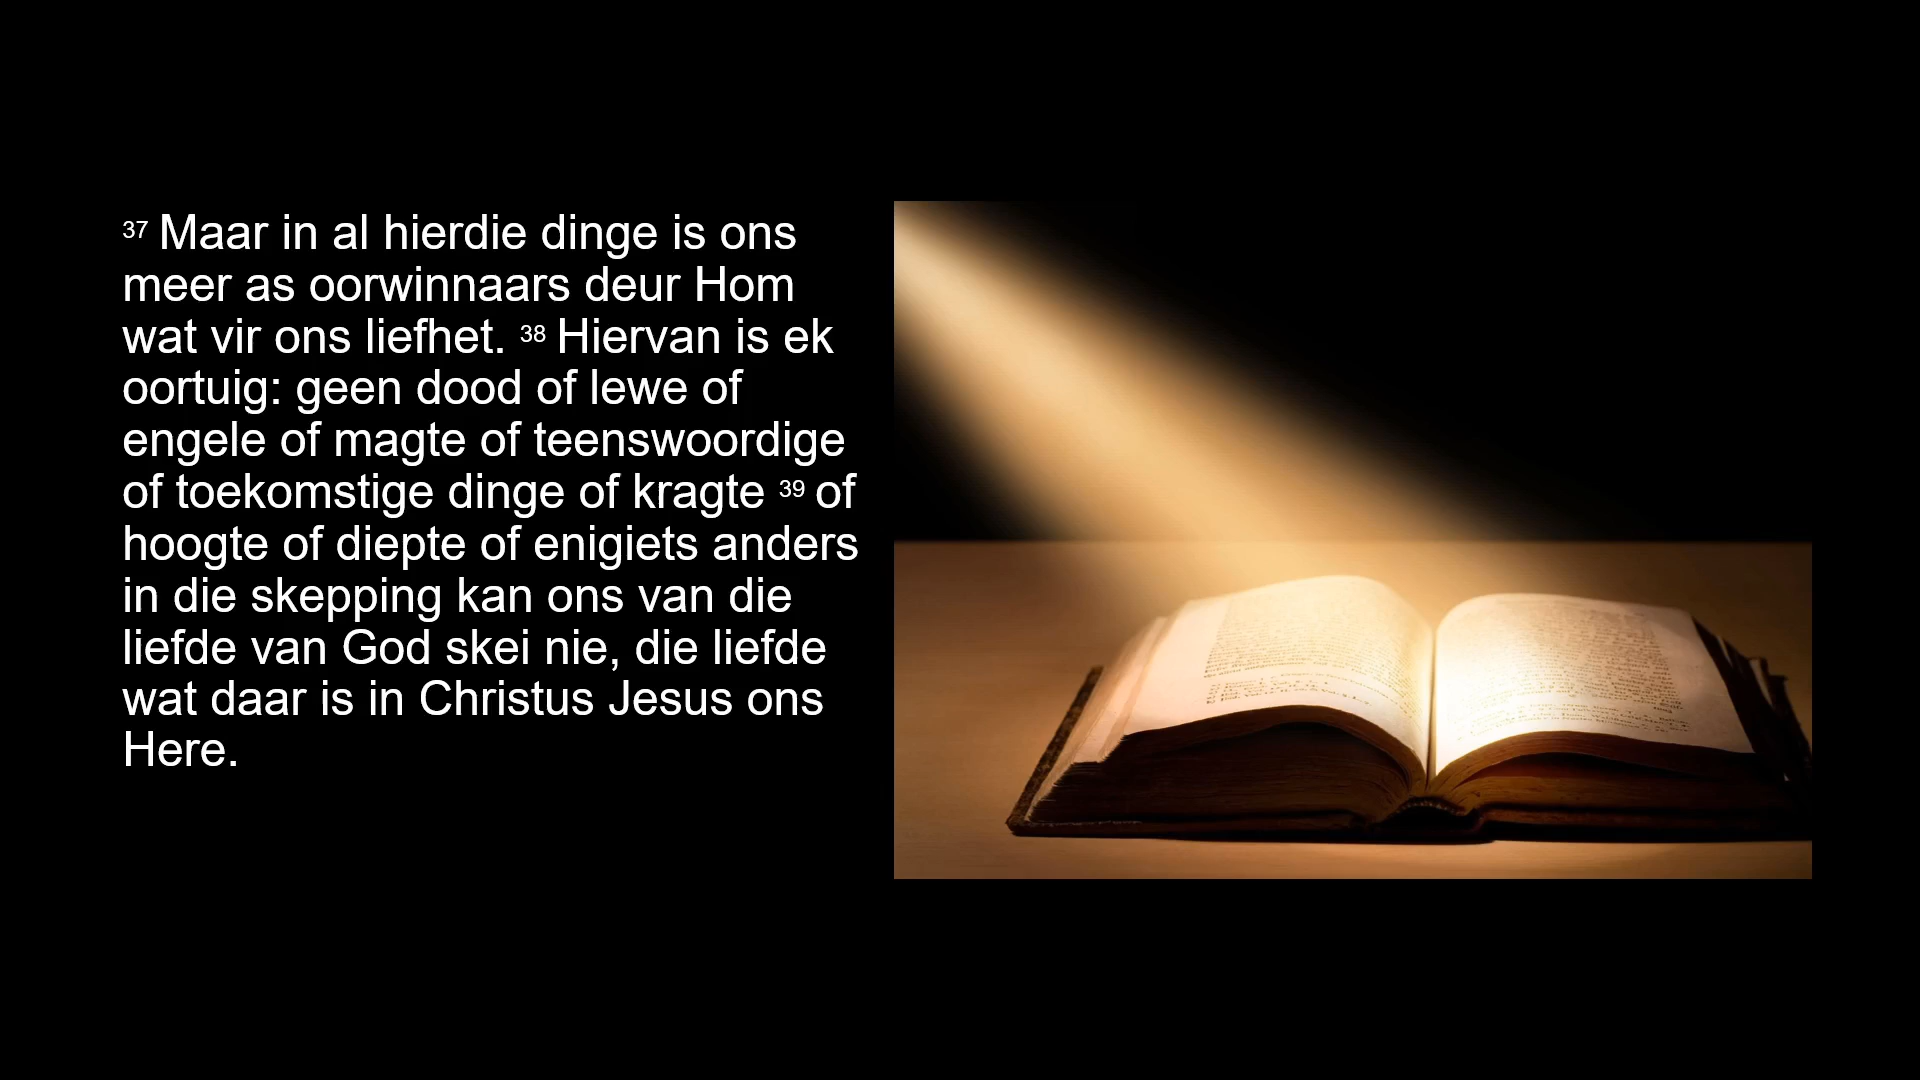 37 Maar in al hierdie dinge is ons
meer as oorwinnaars deur Hom
wat vir ons liefhet. 38 Hiervan is ek
oortuig: geen dood of lewe of
engele of magte of teenswoordige
of toekomstige dinge of kragte 39 of
hoogte of diepte of enigiets anders
in die skepping kan ons van die
liefde van God skei nie, die liefde
wat daar is in Christus Jesus ons
Here.